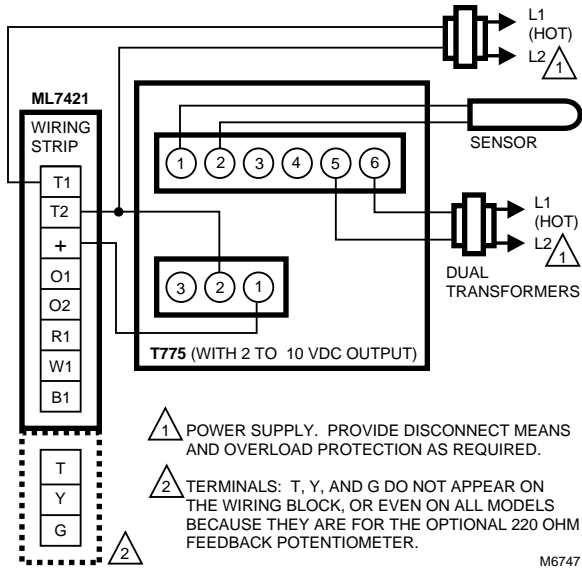 L1
(HOT)
L2
1
ML7421
WIRING
STRIP
T1
T2
+
O1
O2
R1
W1
B1
T
Y
G
2
1 2 3 4 5 6
SENSOR
L1
(HOT)
L2
1
DUAL
TRANSFORMERS
3 2 1
T775 (WITH 2 TO 10 VDC OUTPUT)
1 POWER SUPPLY. PROVIDE DISCONNECT MEANS
AND OVERLOAD PROTECTION AS REQUIRED.
2 TERMINALS: T, Y, AND G DO NOT APPEAR ON
THE WIRING BLOCK, OR EVEN ON ALL MODELS
BECAUSE THEY ARE FOR THE OPTIONAL 220 OHM
FEEDBACK POTENTIOMETER.
M6747